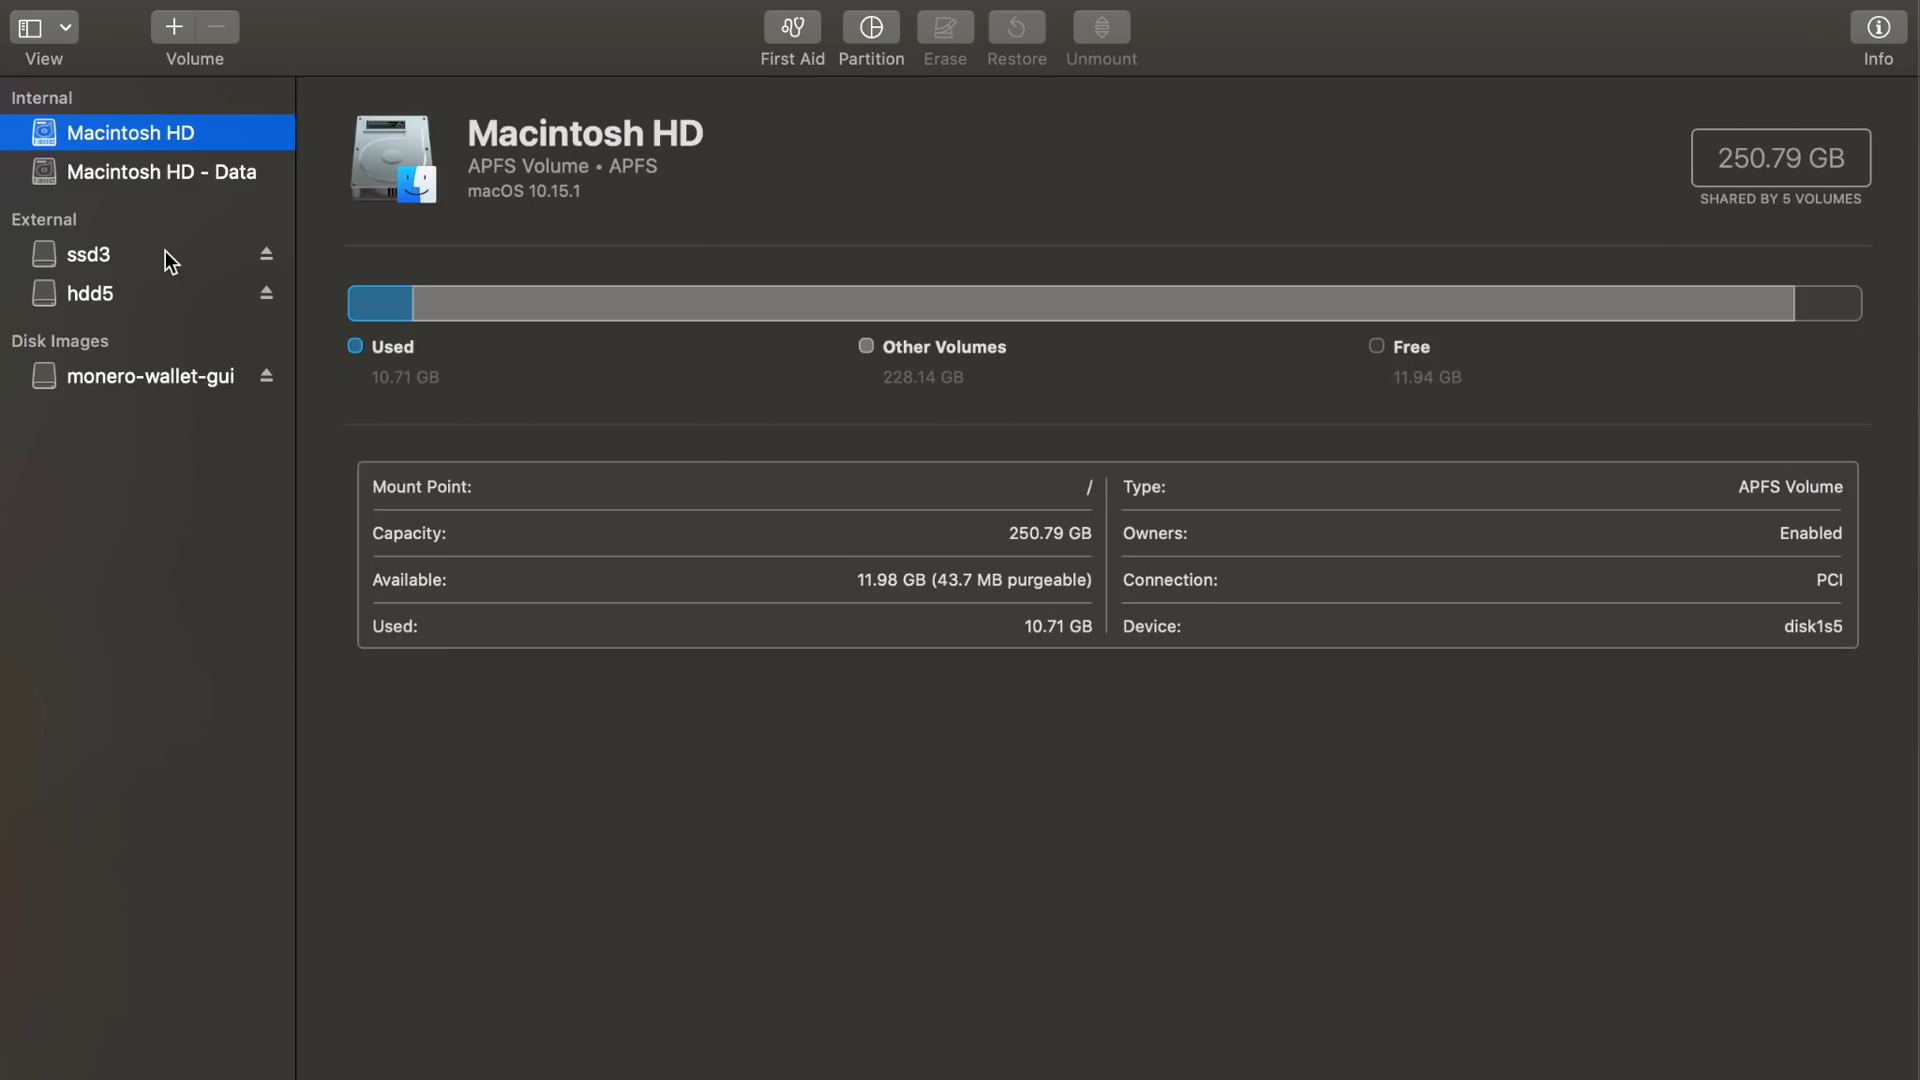 View
Volume
First Aid
Partition
Erase
Restore
Unmount
Info
Internal
Macintosh HD
Macintosh HD - Data
External
ssd3
hdd5
Disk Images
monero-wallet-gui
Macintosh HD
APFS Volume • APFS
macOS 10.15.1
250.79 GB
SHARED BY 5 VOLUMES
Used
10.71 GB
Other Volumes
228.14 GB
Free
11.94 GB
Mount Point: /
Capacity: 250.79 GB
Available: 11.98 GB (43.7 MB purgeable)
Used: 10.71 GB
Type: APFS Volume
Owners: Enabled
Connection: PCI
Device: disk1s5